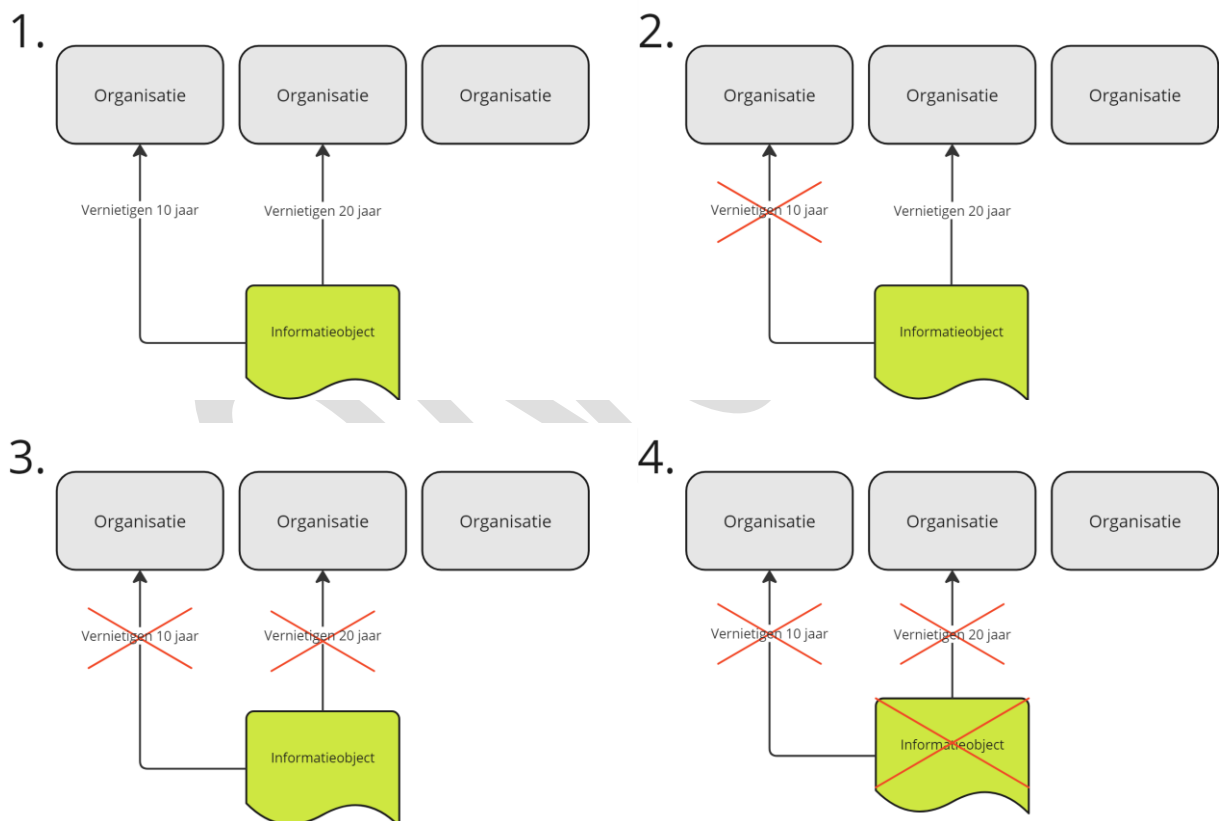 1.
Organisatie Organisatie Organisatie
Vernietigen 10 jaar Vernietigen 20 jaar
Informatieobject
2.
Organisatie Organisatie Organisatie
Vernietigen 10 jaar Vernietigen 20 jaar
Informatieobject
3.
Organisatie Organisatie Organisatie
Vernietigen 10 jaar Vernietigen 20 jaar
Informatieobject
4.
Organisatie Organisatie Organisatie
Vernietigen 10 jaar Vernietigen 20 jaar
Informatieobject